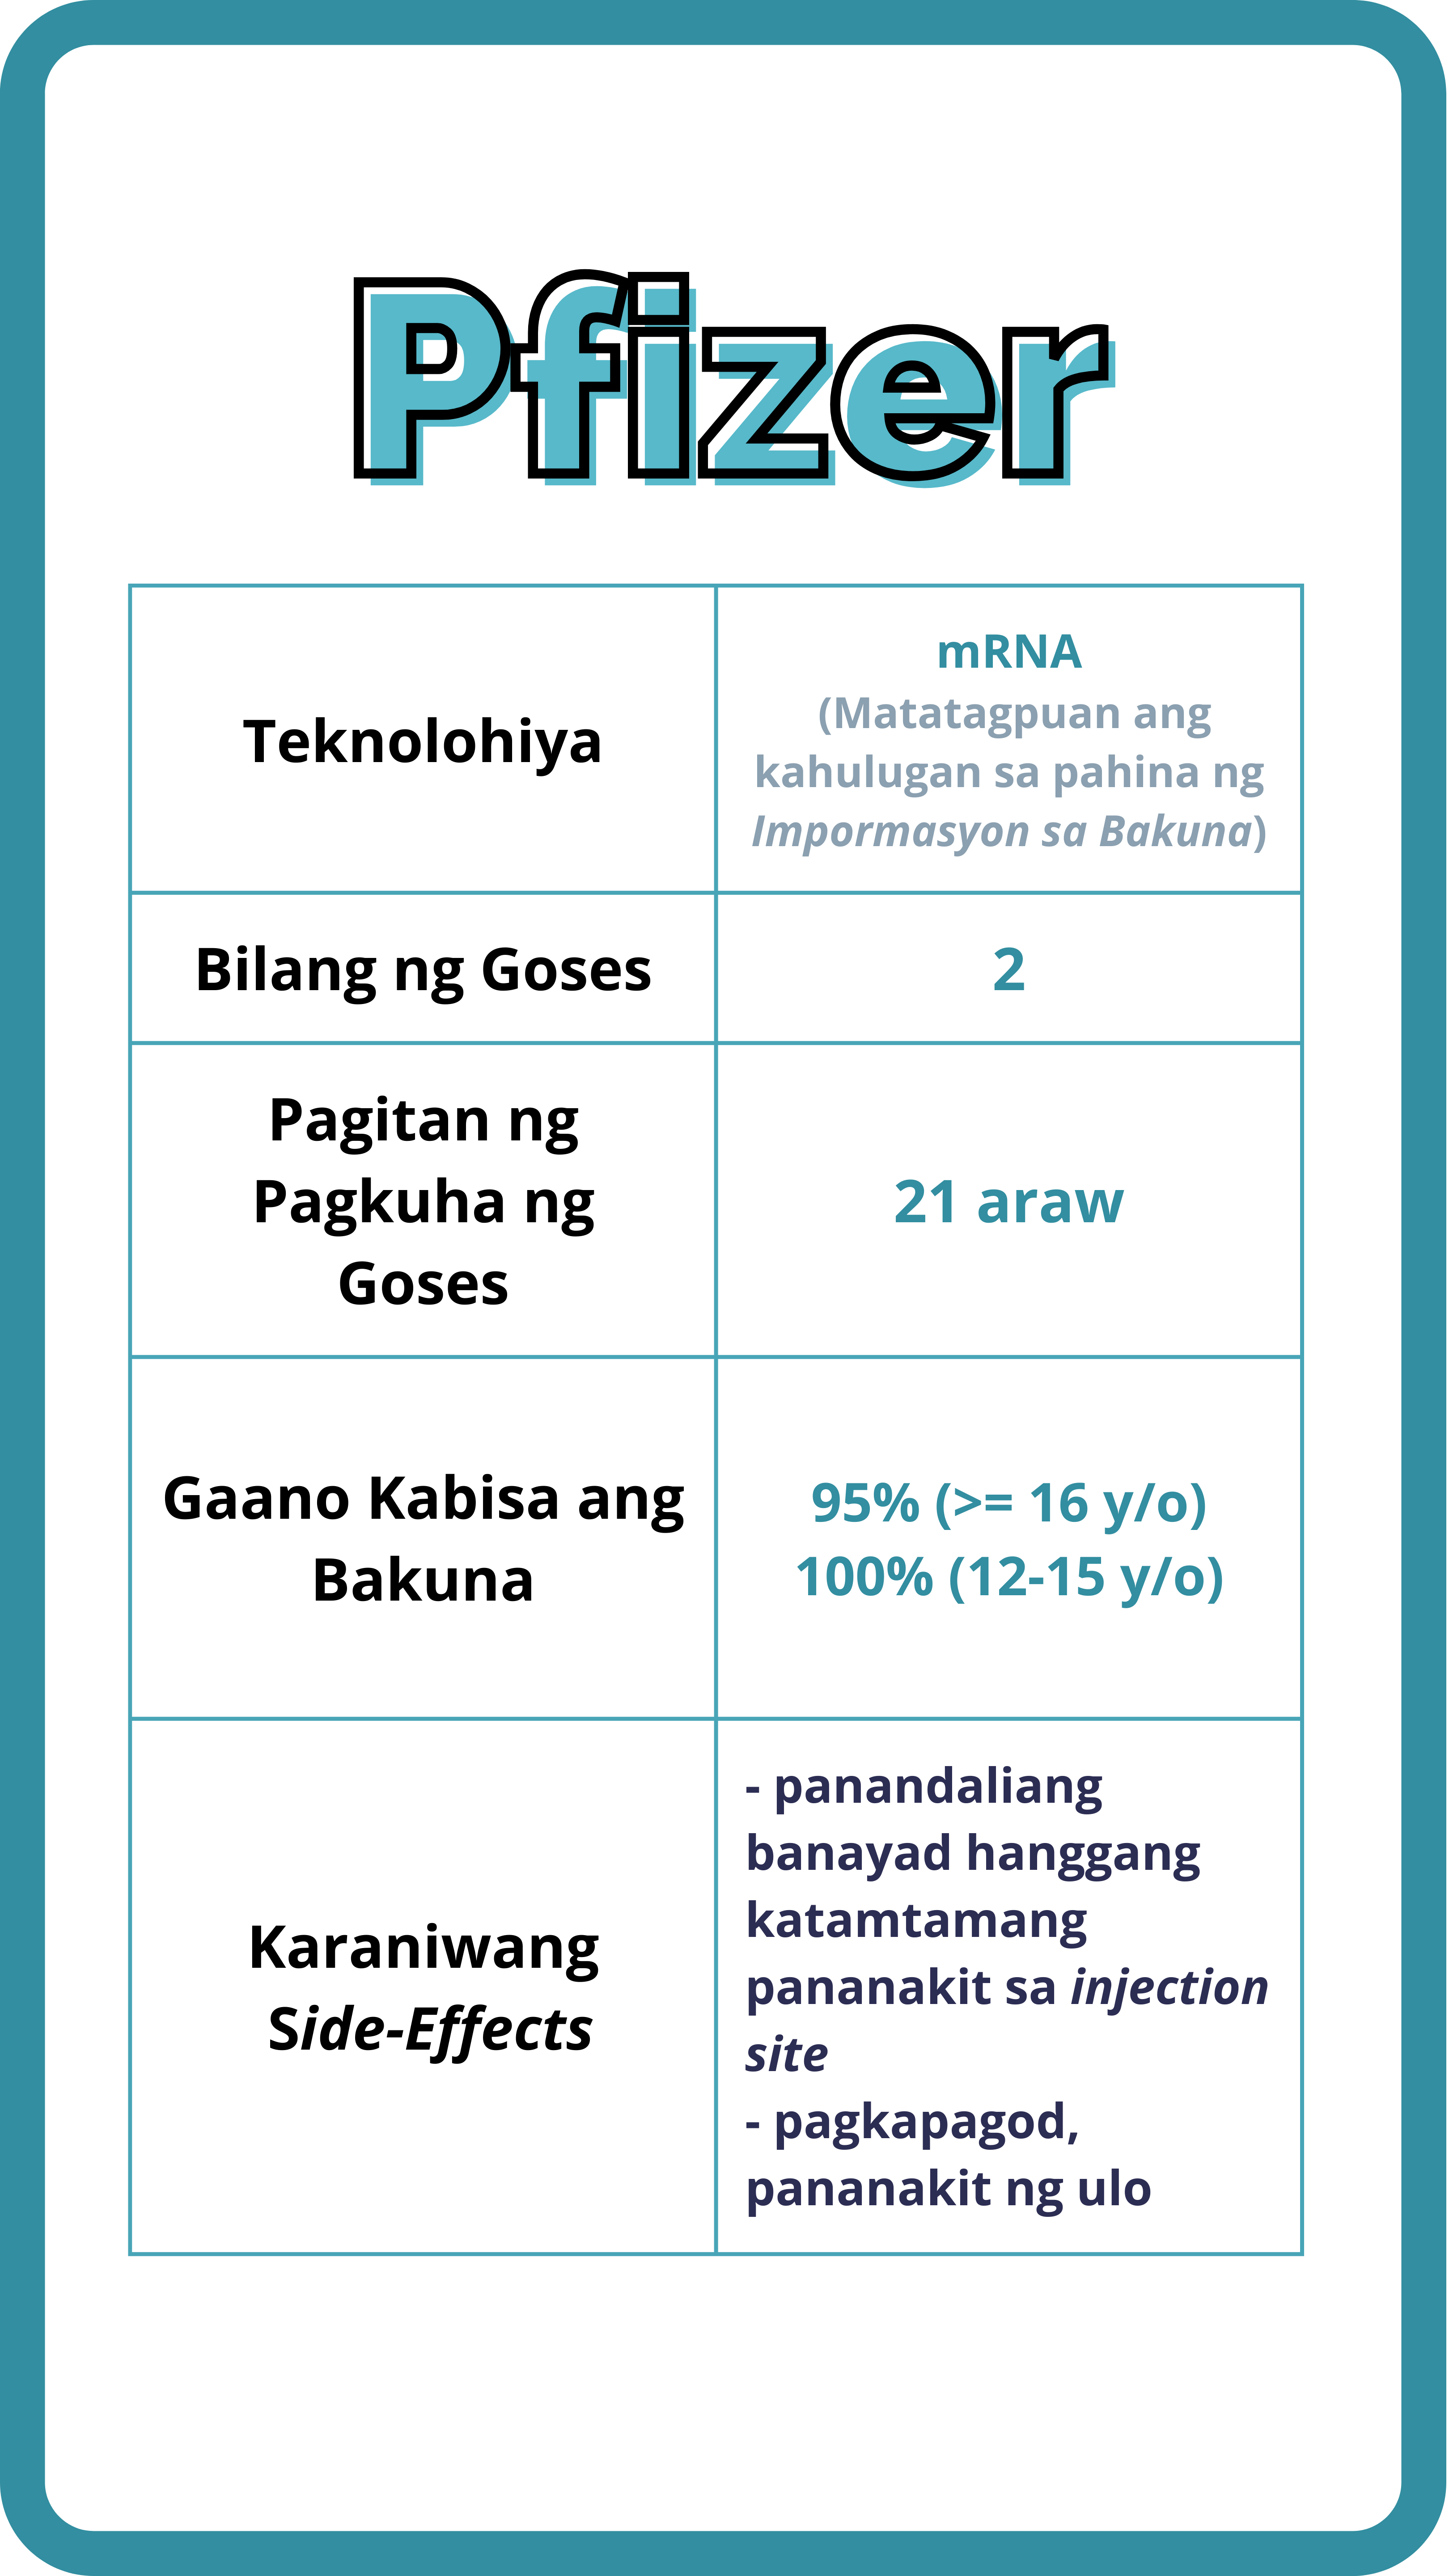 Pfizer
Teknolohiya
mRNA
(Matatagpuan ang
kahulugan sa pahina ng
Impormasyon sa Bakuna)
Bilang ng Goses
2
Pagitan ng
Pagkuha ng
Goses
21 araw
Gaano Kabisa ang
Bakuna
95% (>= 16 y/o)
100% (12-15 y/o)
Karaniwang
Side-Effects
- panandaliang
banayad hanggang
katamtamang
pananakit sa injection
site
- pagkapagod,
pananakit ng ulo